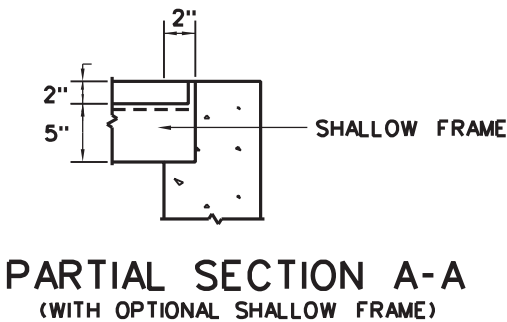 2"
2"
5"
SHALLOW FRAME
PARTIAL SECTION A-A
(WITH OPTIONAL SHALLOW FRAME)